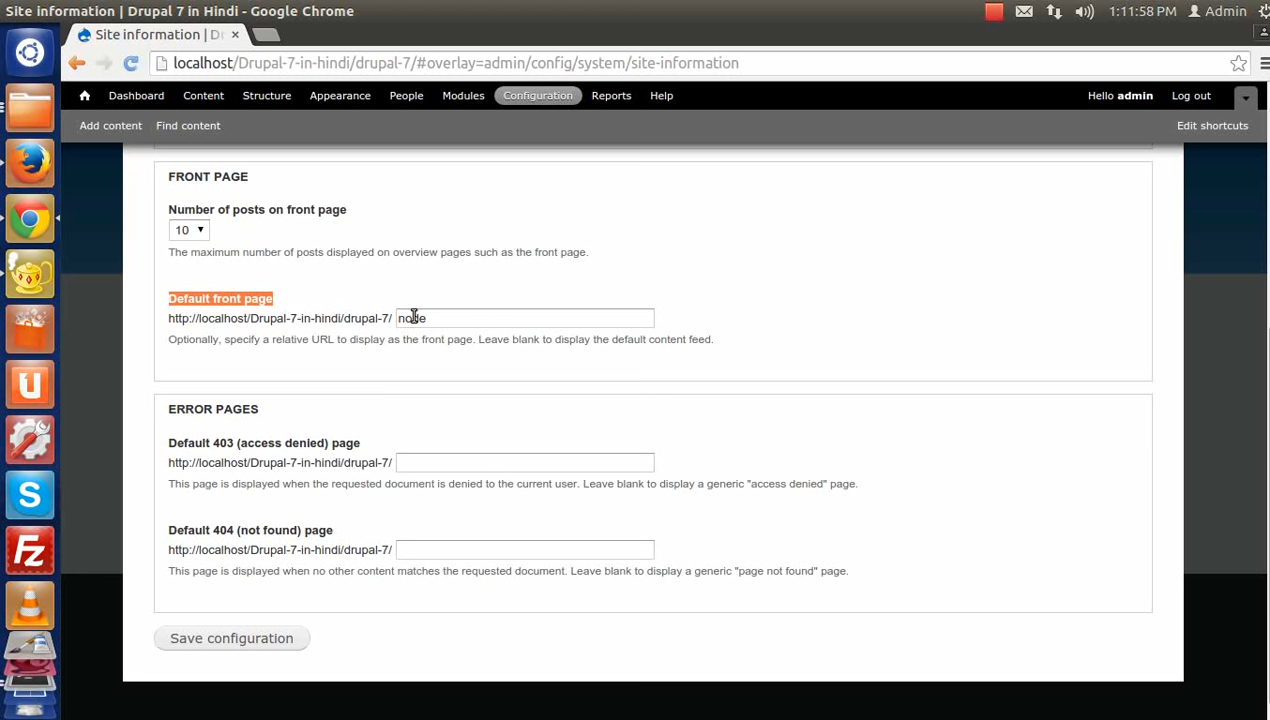 Site information | Drupal 7 in Hindi - Google Chrome
1:11:58 PM Admin
Site information | D
localhost/Drupal-7-in-hindi/drupal-7/#overlay=admin/config/system/site-information
Dashboard Content Structure Appearance People Modules Configuration Reports Help Hello admin Log out
Add content Find content Edit shortcuts
FRONT PAGE
Number of posts on front page
10
The maximum number of posts displayed on overview pages such as the front page.
Default front page
http://localhost/Drupal-7-in-hindi/drupal-7/ node
Optionally, specify a relative URL to display as the front page. Leave blank to display the default content feed.
ERROR PAGES
Default 403 (access denied) page
http://localhost/Drupal-7-in-hindi/drupal-7/
This page is displayed when the requested document is denied to the current user. Leave blank to display a generic "access denied" page.
Default 404 (not found) page
http://localhost/Drupal-7-in-hindi/drupal-7/
This page is displayed when no other content matches the requested document. Leave blank to display a generic "page not found" page.
Save configuration